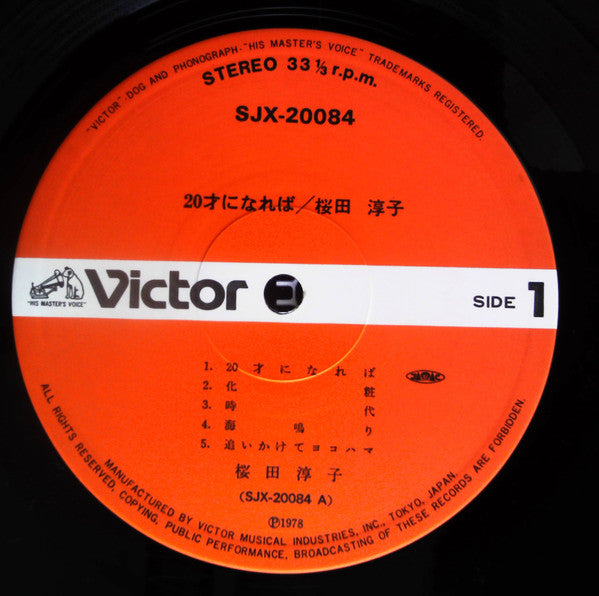 "VICTOR"-DOG AND PHONOGRAPH-"HIS MASTER'S VOICE" TRADEMARKS REGISTERED.
STEREO 33 ⅓ r.p.m.
SJX-20084
20才になれば/桜田 淳子
"HIS MASTER'S VOICE"
Victor
SIDE 1
1. 20才になれば
2. 化粧
3. 時代
4. 海鳴り
5. 追いかけてヨコハマ
JASRAC
桜田淳子
(SJX-20084 A)
Ⓟ1978
MANUFACTURED BY VICTOR MUSICAL INDUSTRIES, INC., TOKYO, JAPAN.
ALL RIGHTS RESERVED, COPYING, PUBLIC PERFORMANCE, BROADCASTING OF THESE RECORDS ARE FORBIDDEN.